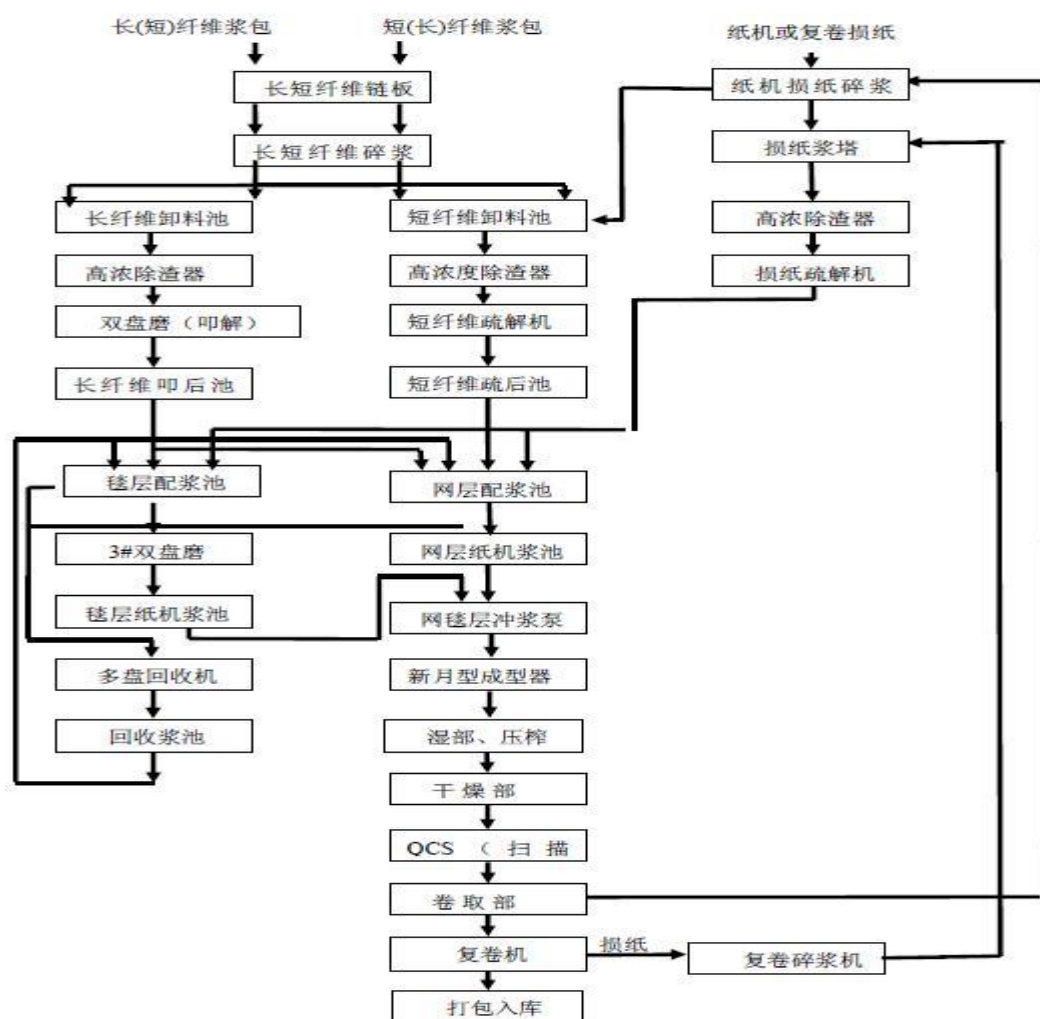 长(短)纤维浆包
短(长)纤维浆包
纸机或复卷损纸
长短纤维链板
纸机损纸碎浆
长短纤维碎浆
损纸浆塔
长纤维卸料池
短纤维卸料池
高浓除渣器
高浓除渣器
高浓度除渣器
损纸疏解机
双盘磨（叩解）
短纤维疏解机
长纤维叩后池
短纤维疏后池
毯层配浆池
网层配浆池
3#双盘磨
网层纸机浆池
毯层纸机浆池
网毯层冲浆泵
多盘回收机
新月型成型器
回收浆池
湿部、压榨
干燥部
QCS（扫描
卷取部
复卷机
损纸
复卷碎浆机
打包入库